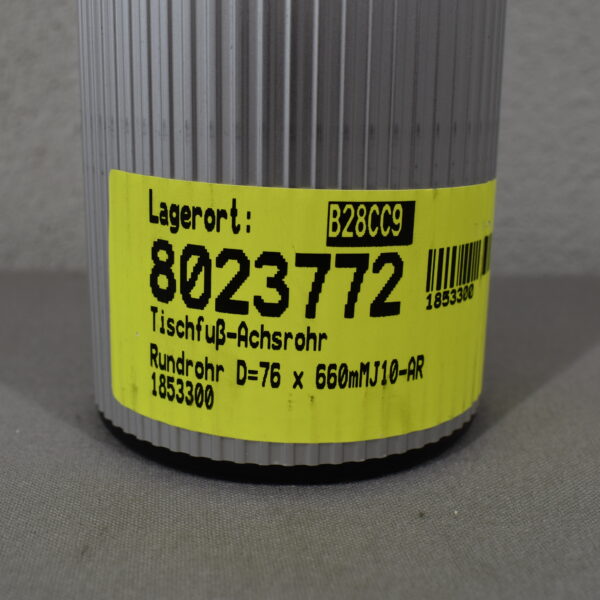 Lagerort: B28CC9
8023772
1853300
Tischfuß-Achsrohr
Rundrohr D=76 x 660mMJ10-AR
1853300